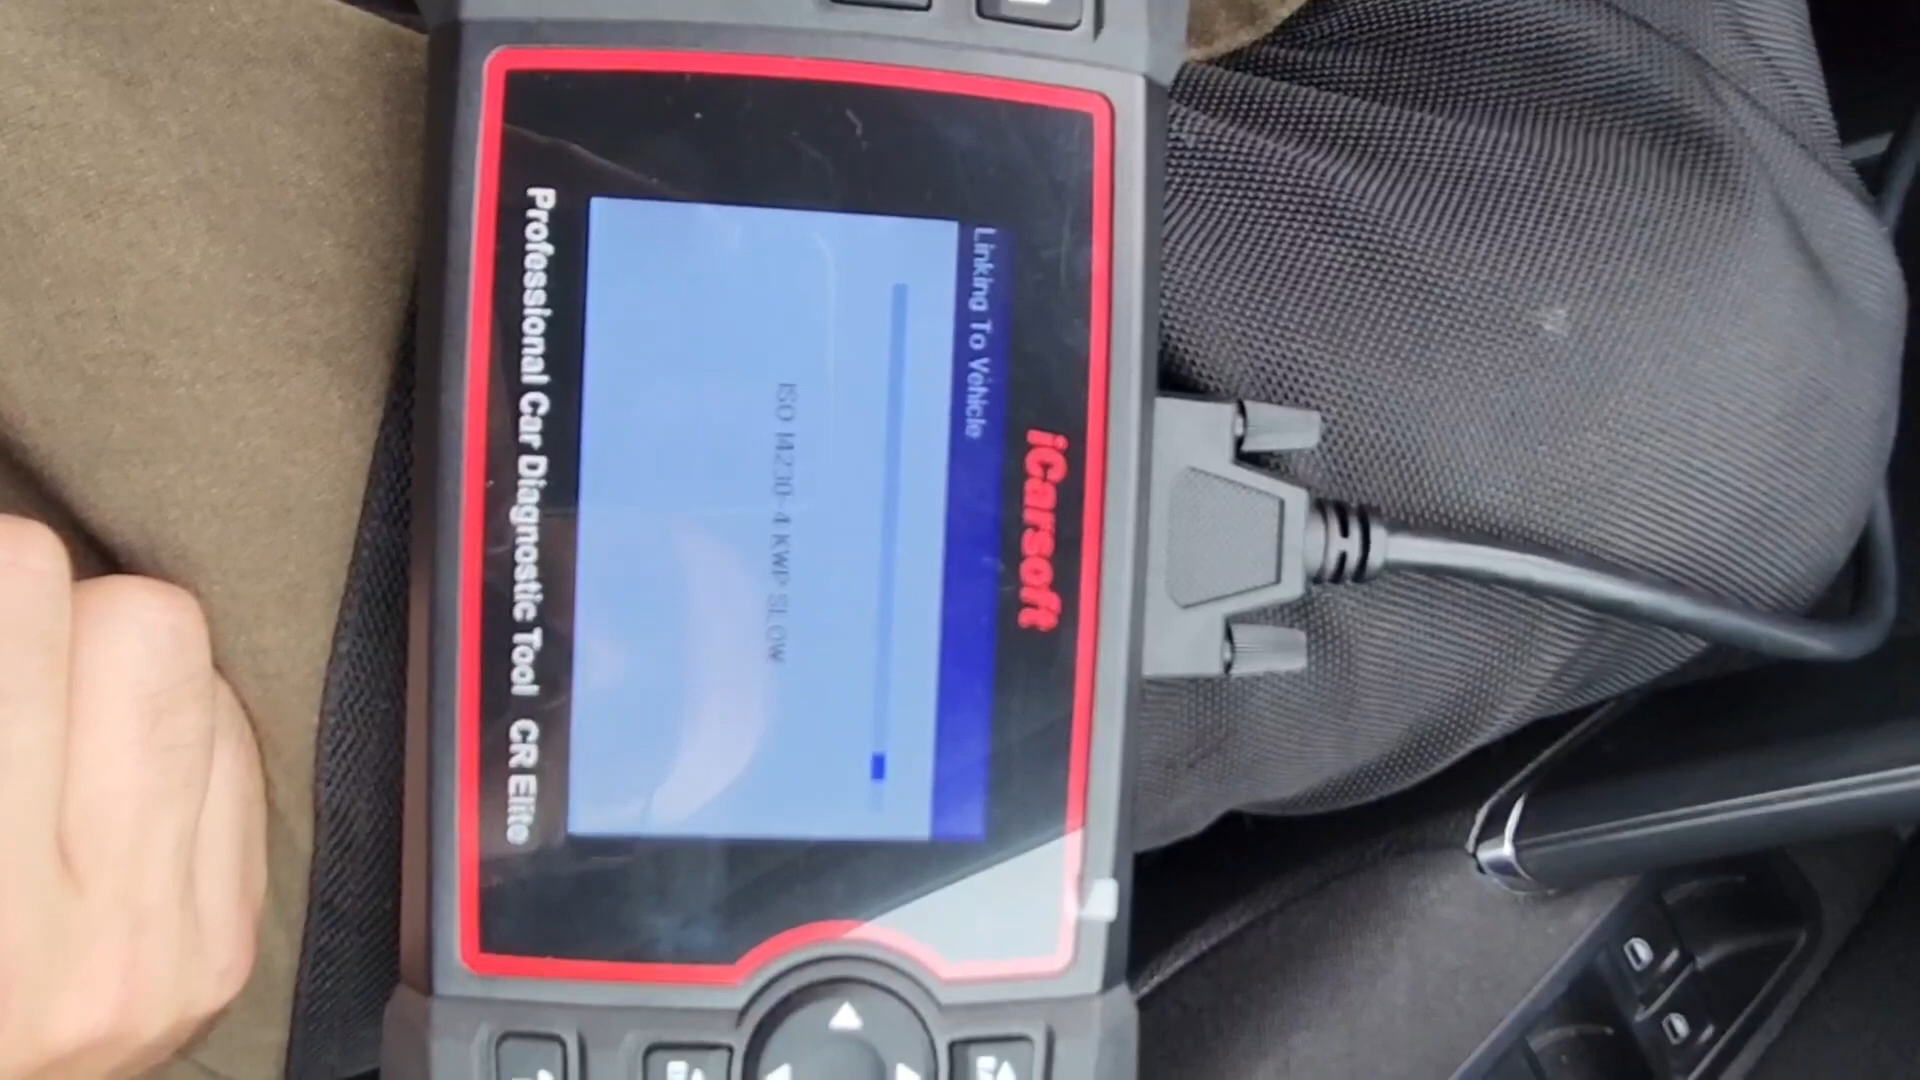 iCarsoft
Linking To Vehicle
ISO 14230-4 KWP SLOW
Professional Car Diagnostic Tool CR Elite